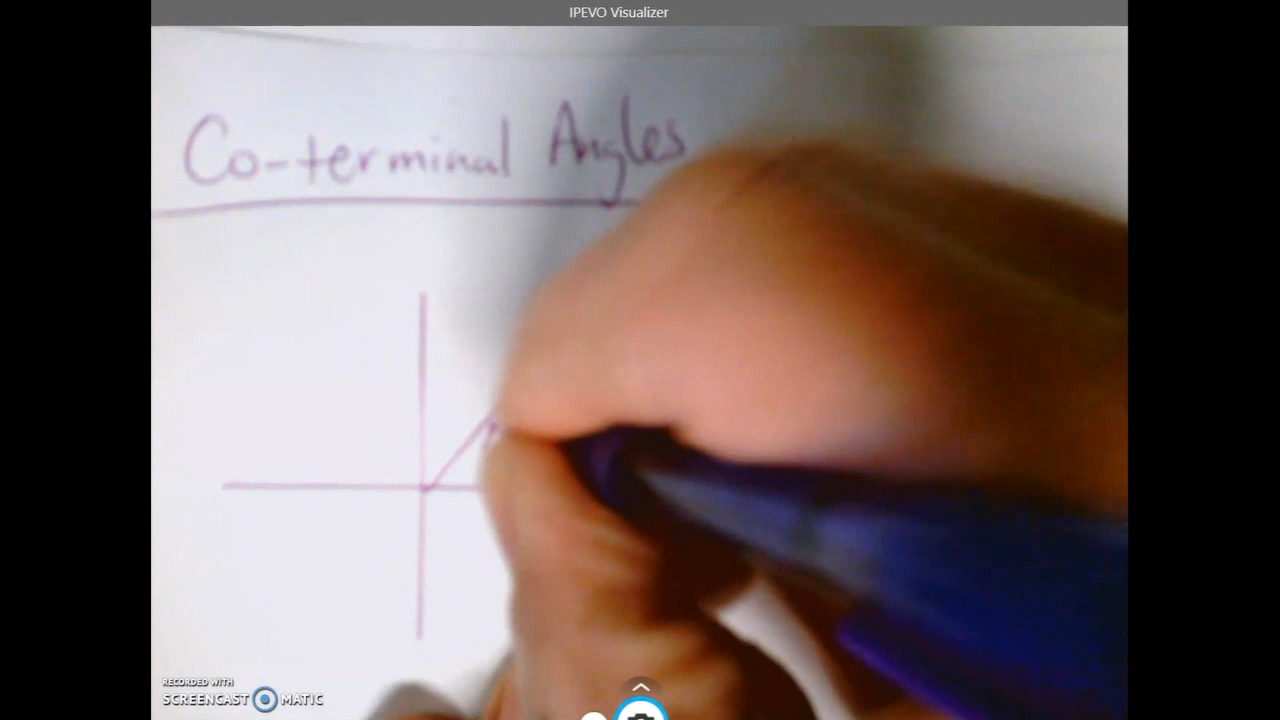 IPEVO Visualizer
Co-terminal Angles
RECORDED WITH
SCREENCAST MATIC